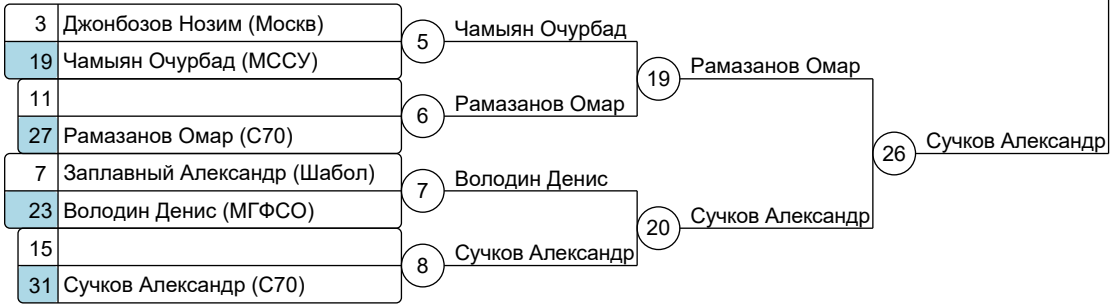 3 Джонбозов Нозим (Москв)
19 Чамыян Очурбад (МССУ)
11
27 Рамазанов Омар (С70)
7 Заплавный Александр (Шабол)
23 Володин Денис (МГФСО)
15
31 Сучков Александр (С70)
5 Чамыян Очурбад
6 Рамазанов Омар
7 Володин Денис
8 Сучков Александр
19 Рамазанов Омар
20 Сучков Александр
26 Сучков Александр